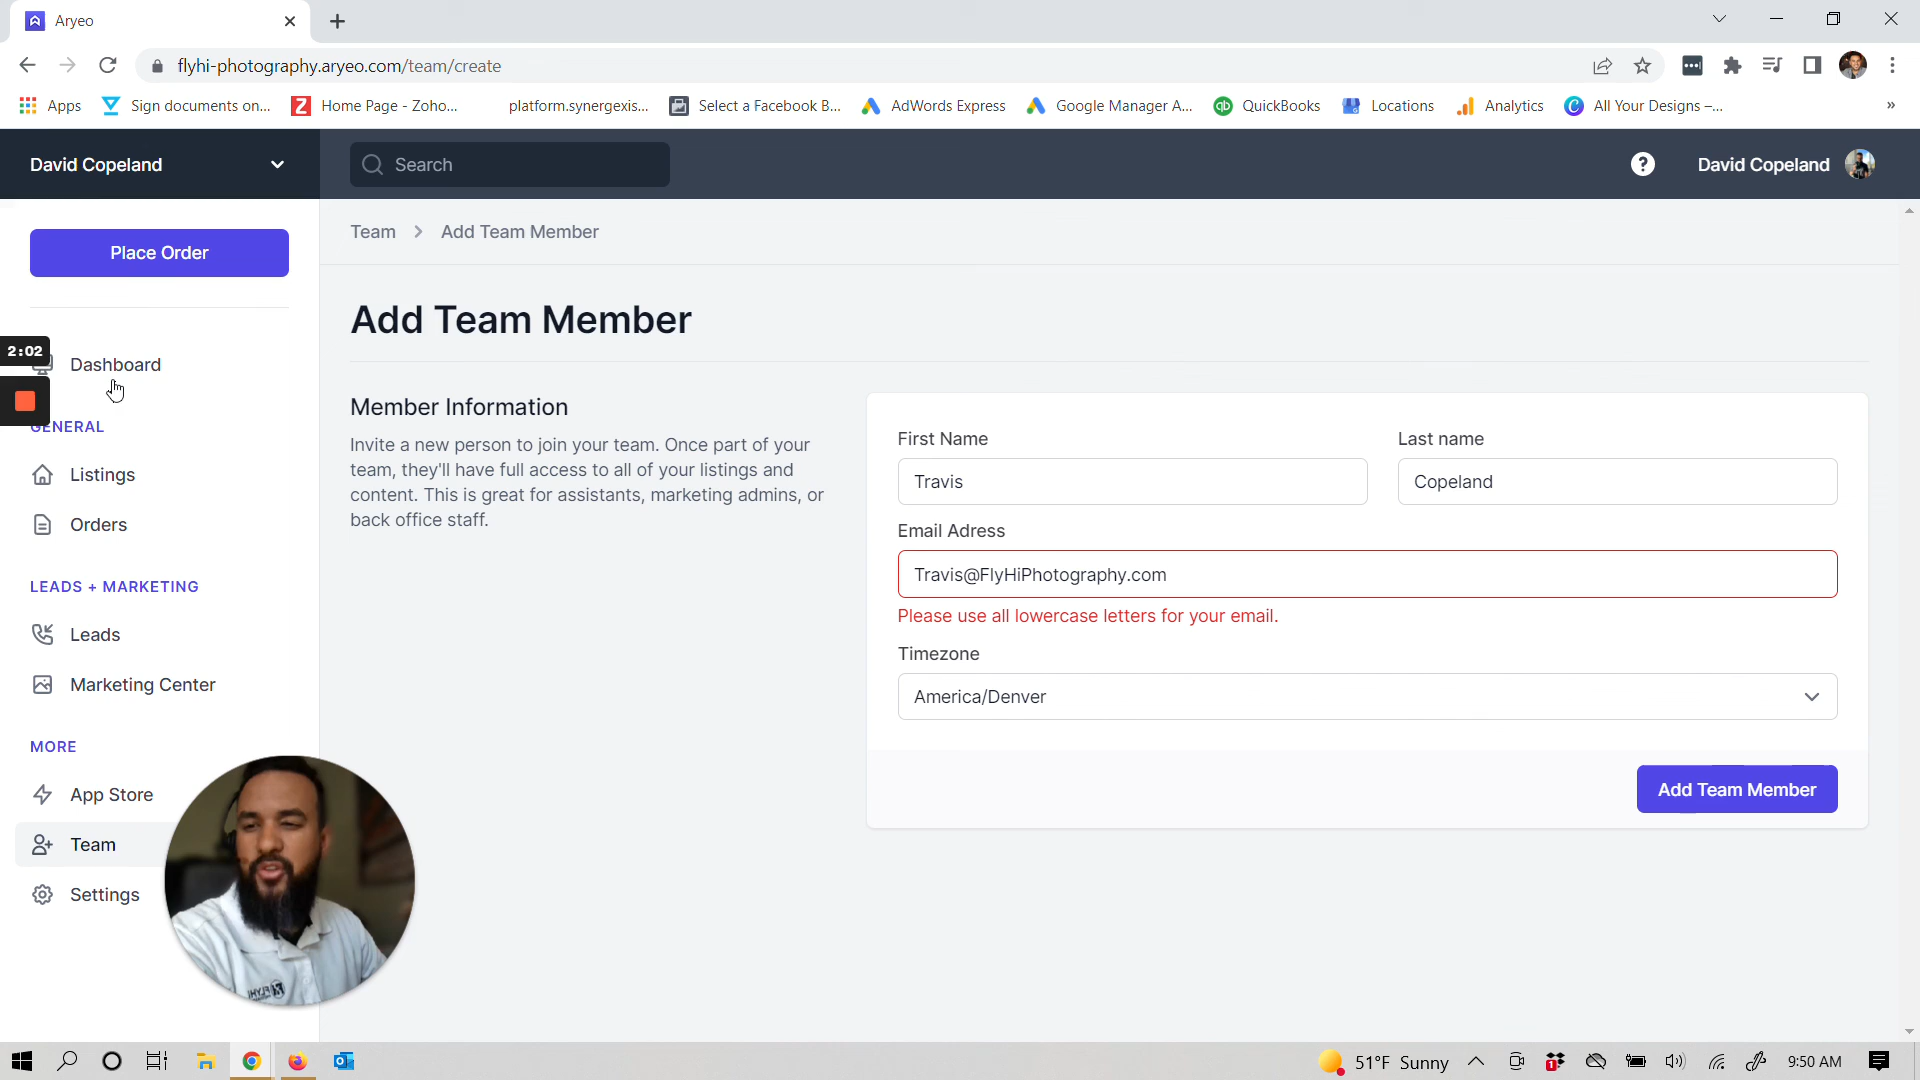 Aryeo
flyhi-photography.aryeo.com/team/create
Apps
Sign documents on...
Home Page - Zoho...
platform.synergexis...
Select a Facebook B...
AdWords Express
Google Manager A...
QuickBooks
Locations
Analytics
All Your Designs –...
»
David Copeland
Search
David Copeland
Place Order
Team > Add Team Member
Add Team Member
2:02
Dashboard
GENERAL
Listings
Orders
LEADS + MARKETING
Leads
Marketing Center
MORE
App Store
Team
Settings
Member Information
Invite a new person to join your team. Once part of your
team, they'll have full access to all of your listings and
content. This is great for assistants, marketing admins, or
back office staff.
First Name
Last name
Travis
Copeland
Email Adress
Travis@FlyHiPhotography.com
Please use all lowercase letters for your email.
Timezone
America/Denver
Add Team Member
51°F Sunny
1
9:50 AM